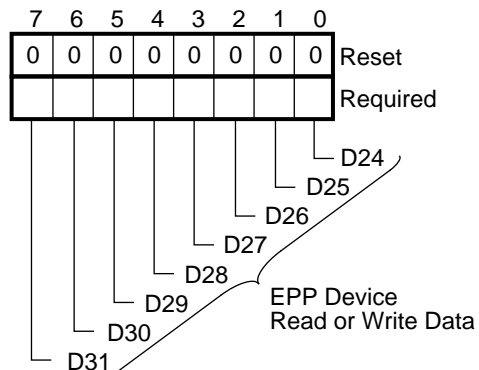 7 6 5 4 3 2 1 0
0 0 0 0 0 0 0 0 Reset
Required
D24
D25
D26
D27
D28
EPP Device
D29
Read or Write Data
D30
D31